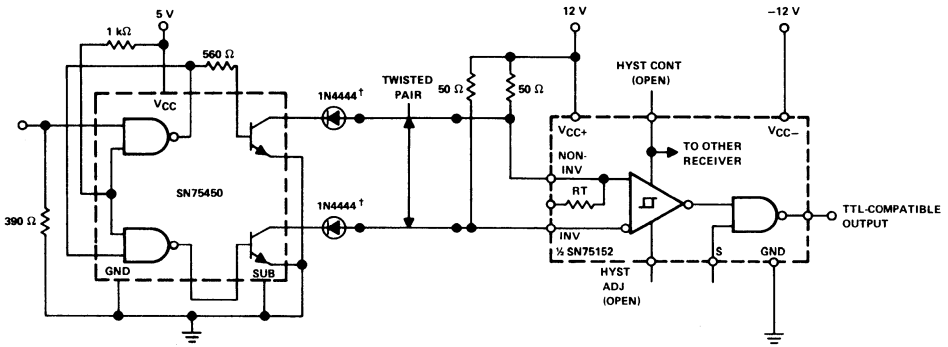 5 V
12 V
−12 V
1 kΩ
560 Ω
HYST CONT
(OPEN)
TWISTED
PAIR
50 Ω
50 Ω
1N4444†
VCC
VCC+
VCC−
TO OTHER
RECEIVER
NON-
INV
SN75450
RT
390 Ω
1N4444†
TTL-COMPATIBLE
OUTPUT
INV
½ SN75152
S
GND
GND
SUB
HYST
ADJ
(OPEN)